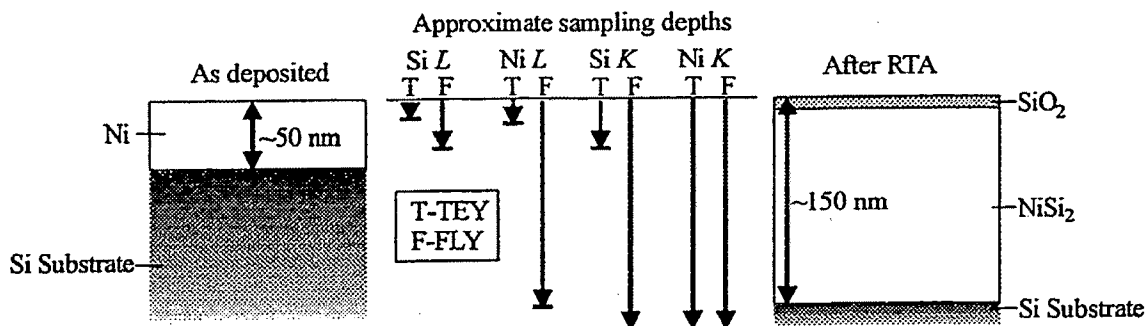 Approximate sampling depths
As deposited
Si L Ni L Si K Ni K
T F T F T F T F
After RTA
Ni
~50 nm
Si Substrate
T-TEY
F-FLY
SiO2
~150 nm
NiSi2
Si Substrate